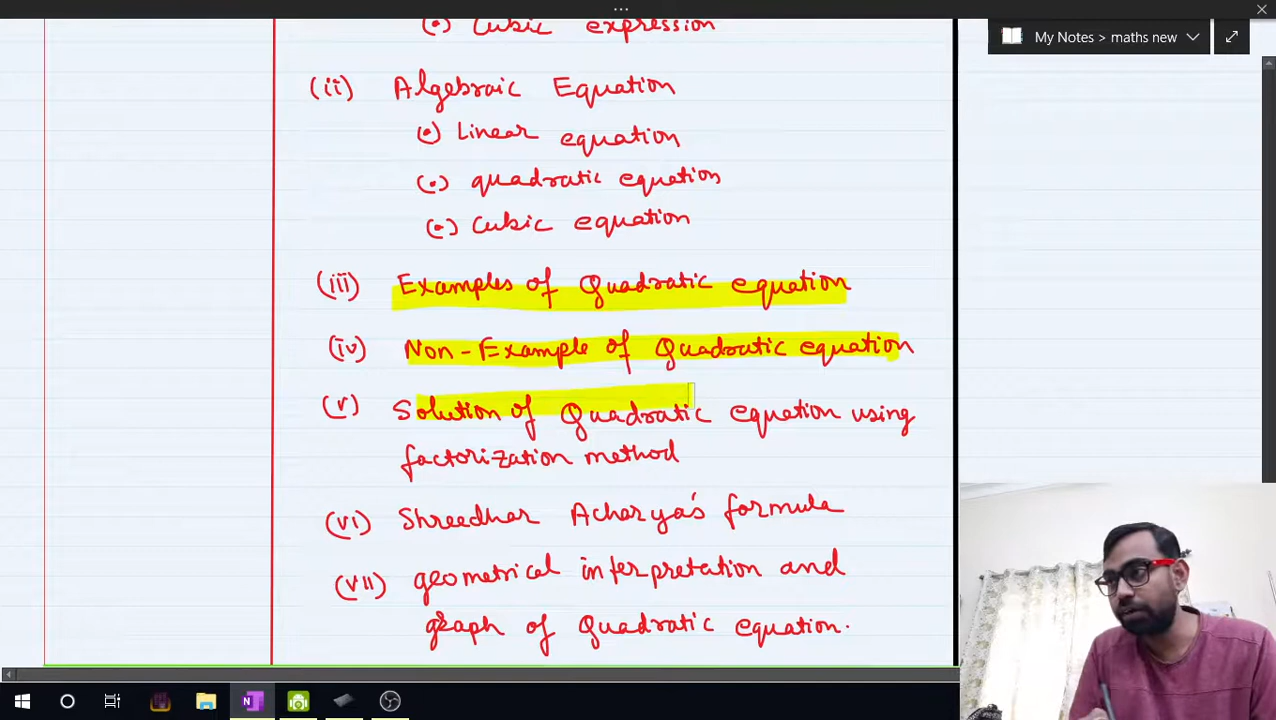 My Notes > maths new
(•) Cubic expression
(ii) Algebraic Equation
(•) Linear equation
(•) quadratic equation
(•) Cubic equation
(iii) Examples of Quadratic equation
(iv) Non-Example of Quadratic equation
(v) Solution of Quadratic equation using
factorization method
(vi) Shreedhar Acharya's formula
(vii) geometrical interpretation and
graph of Quadratic equation.